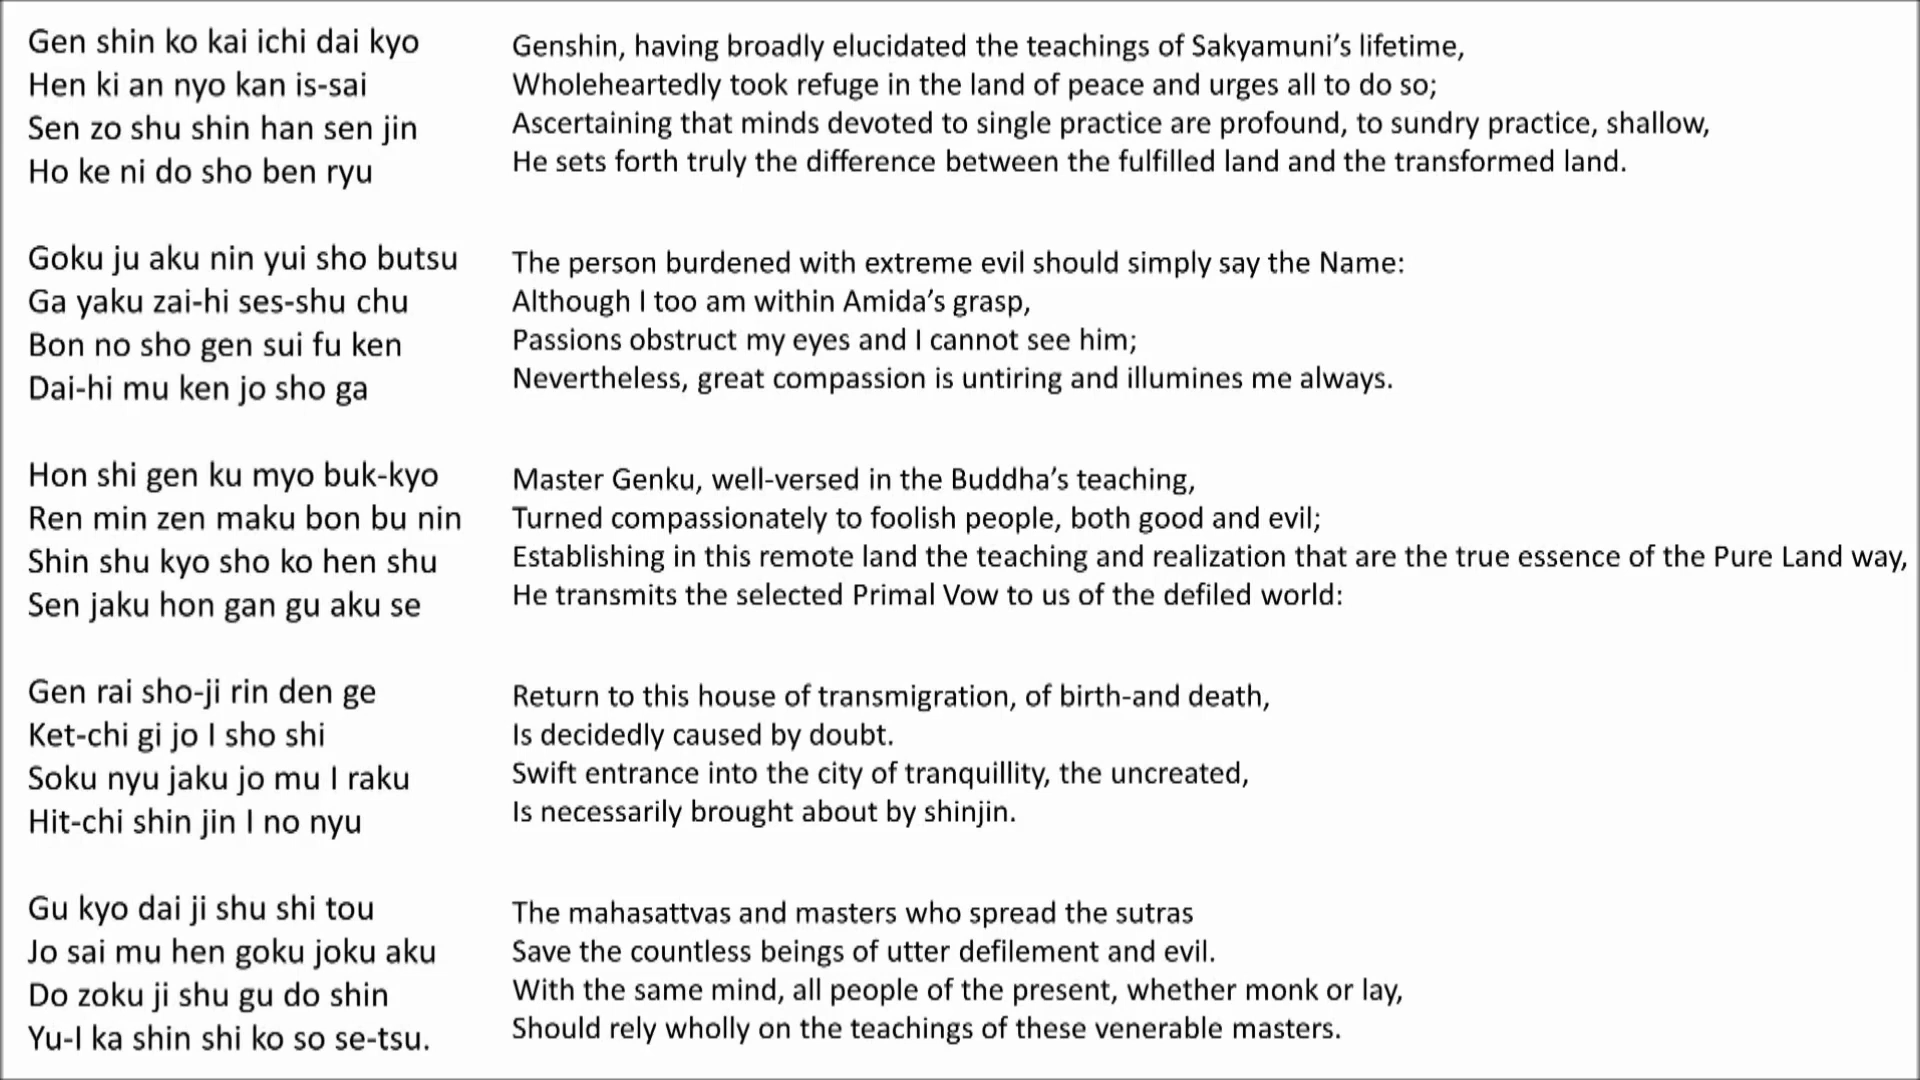 Gen shin ko kai ichi dai kyo
Hen ki an nyo kan is-sai
Sen zo shu shin han sen jin
Ho ke ni do sho ben ryu
Genshin, having broadly elucidated the teachings of Sakyamuni's lifetime,
Wholeheartedly took refuge in the land of peace and urges all to do so;
Ascertaining that minds devoted to single practice are profound, to sundry practice, shallow,
He sets forth truly the difference between the fulfilled land and the transformed land.
Goku ju aku nin yui sho butsu
Ga yaku zai-hi ses-shu chu
Bon no sho gen sui fu ken
Dai-hi mu ken jo sho ga
The person burdened with extreme evil should simply say the Name:
Although I too am within Amida's grasp,
Passions obstruct my eyes and I cannot see him;
Nevertheless, great compassion is untiring and illumines me always.
Hon shi gen ku myo buk-kyo
Ren min zen maku bon bu nin
Shin shu kyo sho ko hen shu
Sen jaku hon gan gu aku se
Master Genku, well-versed in the Buddha's teaching,
Turned compassionately to foolish people, both good and evil;
Establishing in this remote land the teaching and realization that are the true essence of the Pure Land way,
He transmits the selected Primal Vow to us of the defiled world:
Gen rai sho-ji rin den ge
Ket-chi gi jo I sho shi
Soku nyu jaku jo mu I raku
Hit-chi shin jin I no nyu
Return to this house of transmigration, of birth-and death,
Is decidedly caused by doubt.
Swift entrance into the city of tranquillity, the uncreated,
Is necessarily brought about by shinjin.
Gu kyo dai ji shu shi tou
Jo sai mu hen goku joku aku
Do zoku ji shu gu do shin
Yu-I ka shin shi ko so se-tsu.
The mahasattvas and masters who spread the sutras
Save the countless beings of utter defilement and evil.
With the same mind, all people of the present, whether monk or lay,
Should rely wholly on the teachings of these venerable masters.